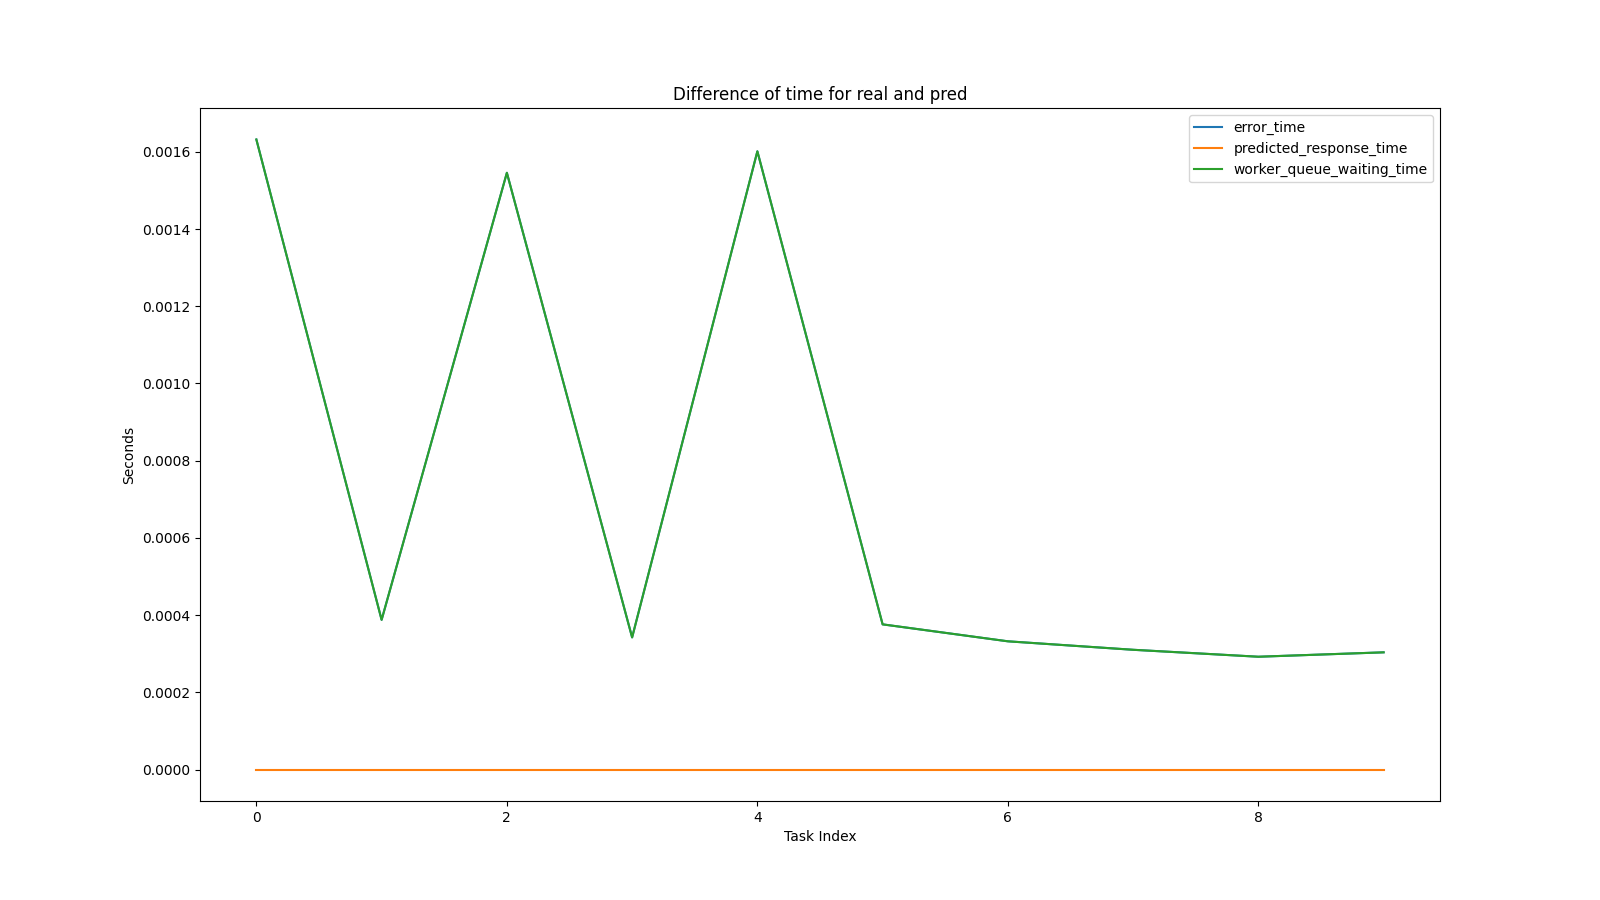 Difference of time for real and pred
error_time
predicted_response_time
worker_queue_waiting_time
0.0016
0.0014
0.0012
0.0010
0.0008
0.0006
0.0004
0.0002
0.0000
Seconds
0 2 4 6 8
Task Index